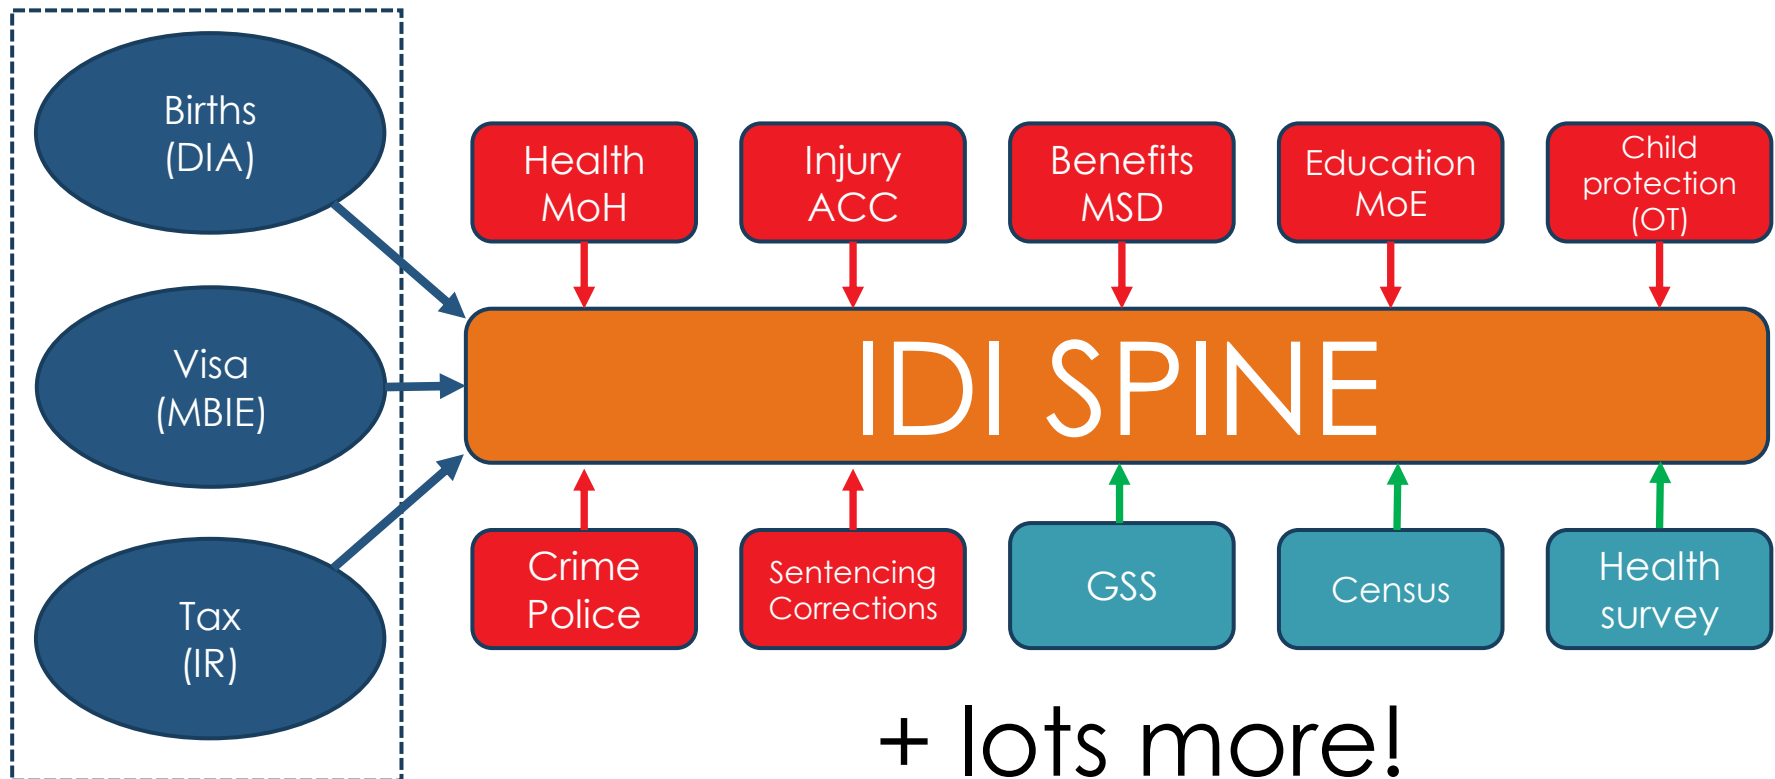 Births
(DIA)
Visa
(MBIE)
Tax
(IR)
Health
MoH
Injury
ACC
Benefits
MSD
Education
MoE
Child
protection
(OT)
IDI SPINE
Crime
Police
Sentencing
Corrections
GSS
Census
Health
survey
+ lots more!